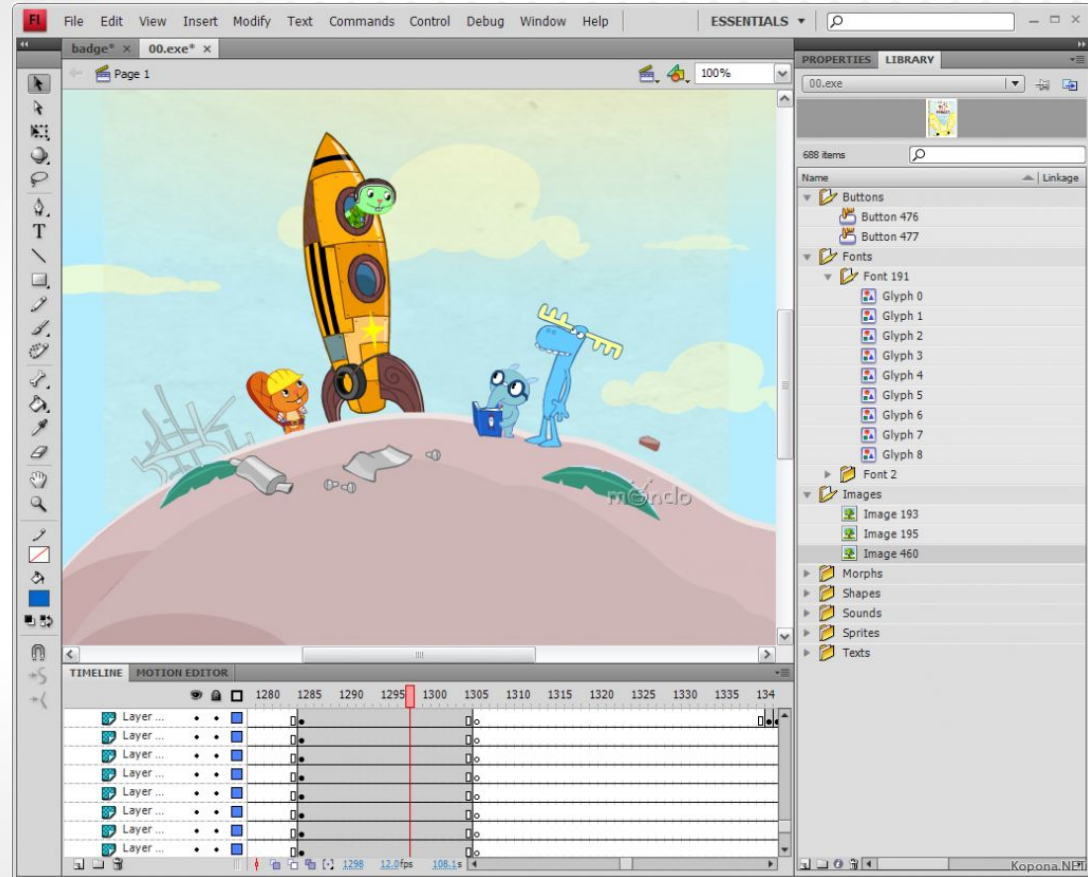 FL File Edit View Insert Modify Text Commands Control Debug Window Help ESSENTIALS
badge* × 00.exe* ×
Page 1 100%
PROPERTIES LIBRARY
00.exe
688 items
Name Linkage
Buttons
Button 476
Button 477
Fonts
Font 191
Glyph 0
Glyph 1
Glyph 2
Glyph 3
Glyph 4
Glyph 5
Glyph 6
Glyph 7
Glyph 8
Font 2
Images
Image 193
Image 195
Image 460
Morphs
Shapes
Sounds
Sprites
Texts
T
mondo
TIMELINE MOTION EDITOR
1280 1285 1290 1295 1300 1305 1310 1315 1320 1325 1330 1335 134
Layer ...
Layer ...
Layer ...
Layer ...
Layer ...
Layer ...
Layer ...
Layer ...
1298 12.0fps 108.1s
Kopona.NET